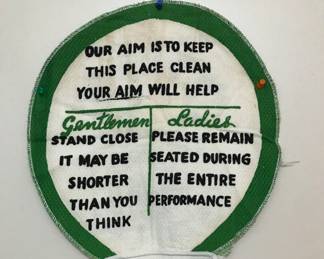 OUR AIM IS TO KEEP
THIS PLACE CLEAN
YOUR AIM WILL HELP
Gentlemen
STAND CLOSE
IT MAY BE
SHORTER
THAN YOU
THINK
Ladies
PLEASE REMAIN
SEATED DURING
THE ENTIRE
PERFORMANCE